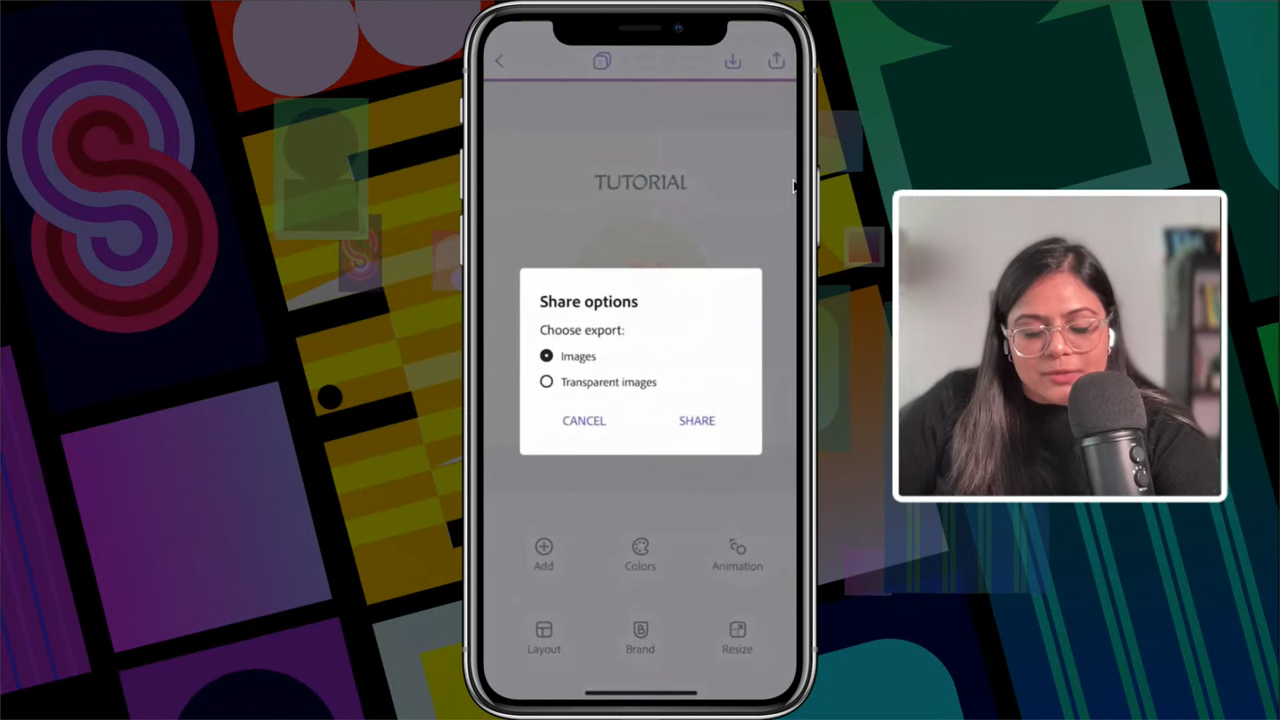 TUTORIAL
Share options
Choose export:
Images
Transparent images
CANCEL
SHARE
Add
Colors
Animation
Layout
Brand
Resize